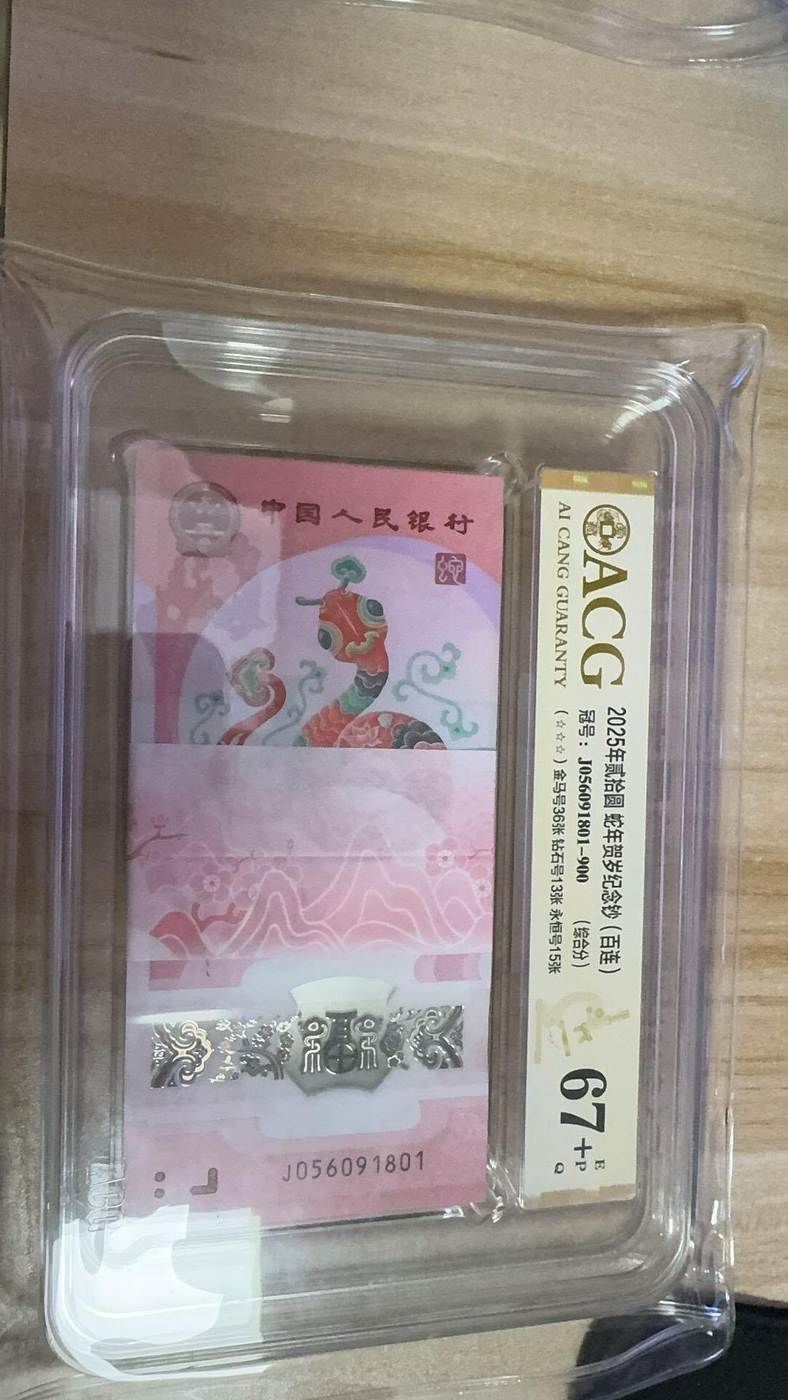 中国人民银行
蛇
J056091801
ACG
AI CANG GUARANTY
2025年贰拾圆 蛇年贺岁纪念钞（百连）
冠号：J056091801-900 （综合分）
（☆☆☆）金马号36张 钻石号13张 永恒号15张
67+
E
P
Q